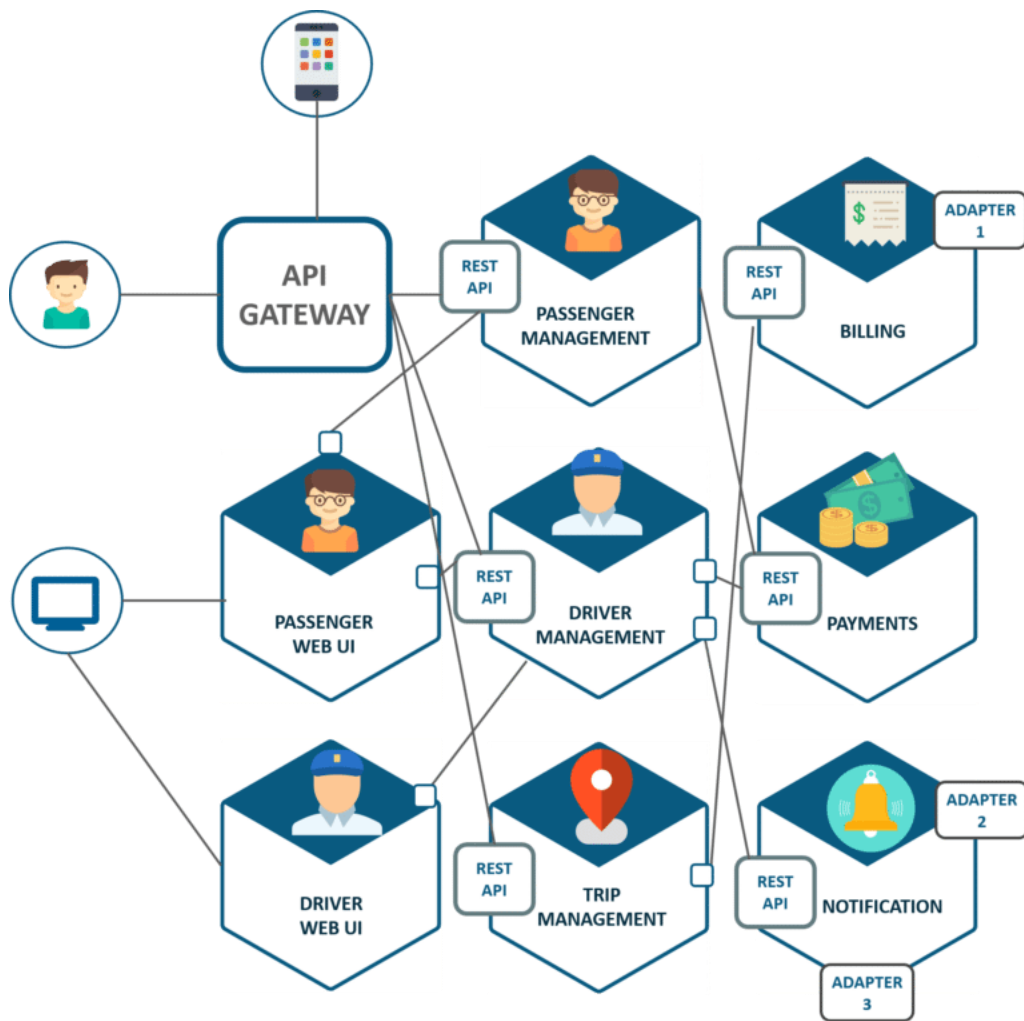 API
GATEWAY
REST
API
PASSENGER
MANAGEMENT
REST
API
BILLING
ADAPTER
1
PASSENGER
WEB UI
REST
API
DRIVER
MANAGEMENT
REST
API
PAYMENTS
DRIVER
WEB UI
REST
API
TRIP
MANAGEMENT
REST
API
NOTIFICATION
ADAPTER
2
ADAPTER
3